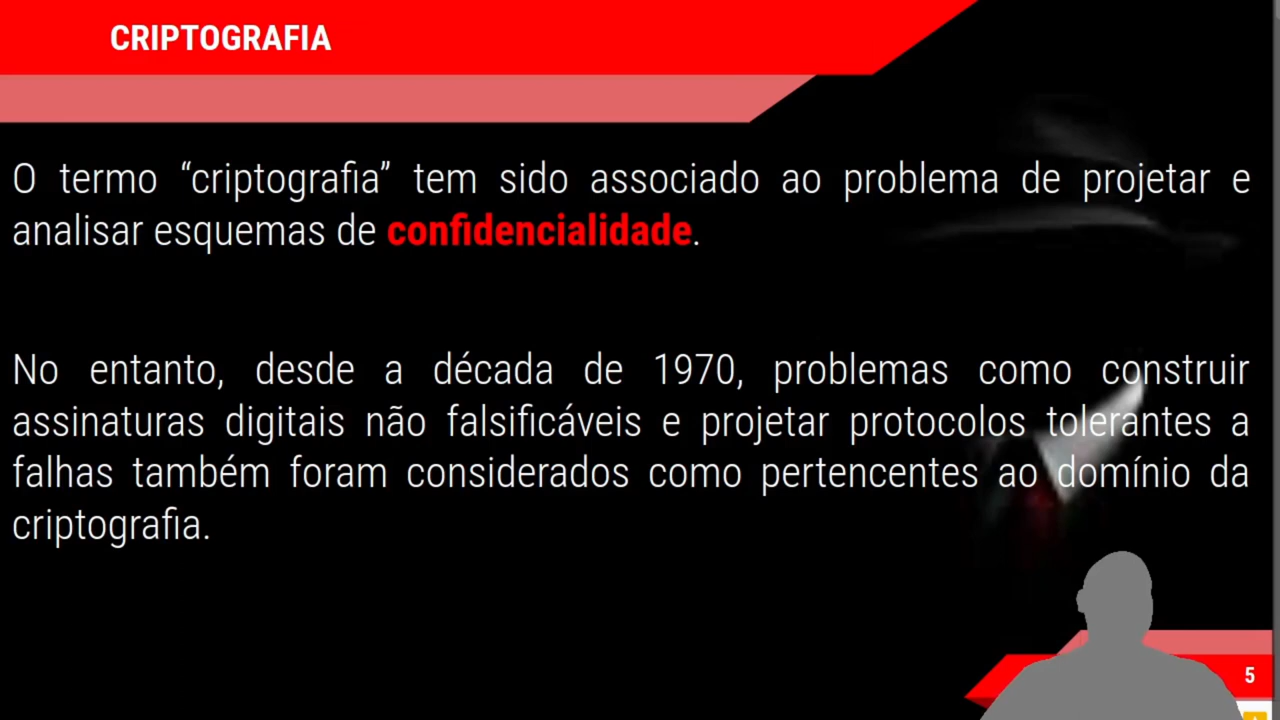 CRIPTOGRAFIA
O termo “criptografia” tem sido associado ao problema de projetar e
analisar esquemas de confidencialidade.
No entanto, desde a década de 1970, problemas como construir
assinaturas digitais não falsificáveis e projetar protocolos tolerantes a
falhas também foram considerados como pertencentes ao domínio da
criptografia.
5